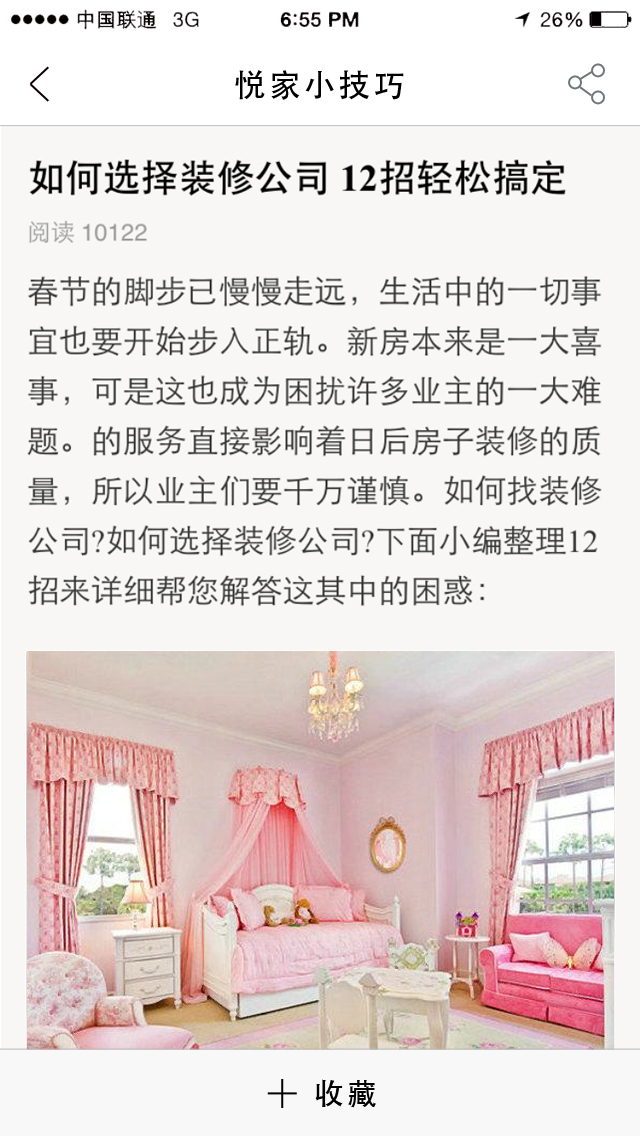 中国联通 3G 6:55 PM 26%
悦家小技巧
如何选择装修公司 12招轻松搞定
阅读 10122
春节的脚步已慢慢走远，生活中的一切事
宜也要开始步入正轨。新房本来是一大喜
事，可是这也成为困扰许多业主的一大难
题。的服务直接影响着日后房子装修的质
量，所以业主们要千万谨慎。如何找装修
公司?如何选择装修公司?下面小编整理12
招来详细帮您解答这其中的困惑：
收藏